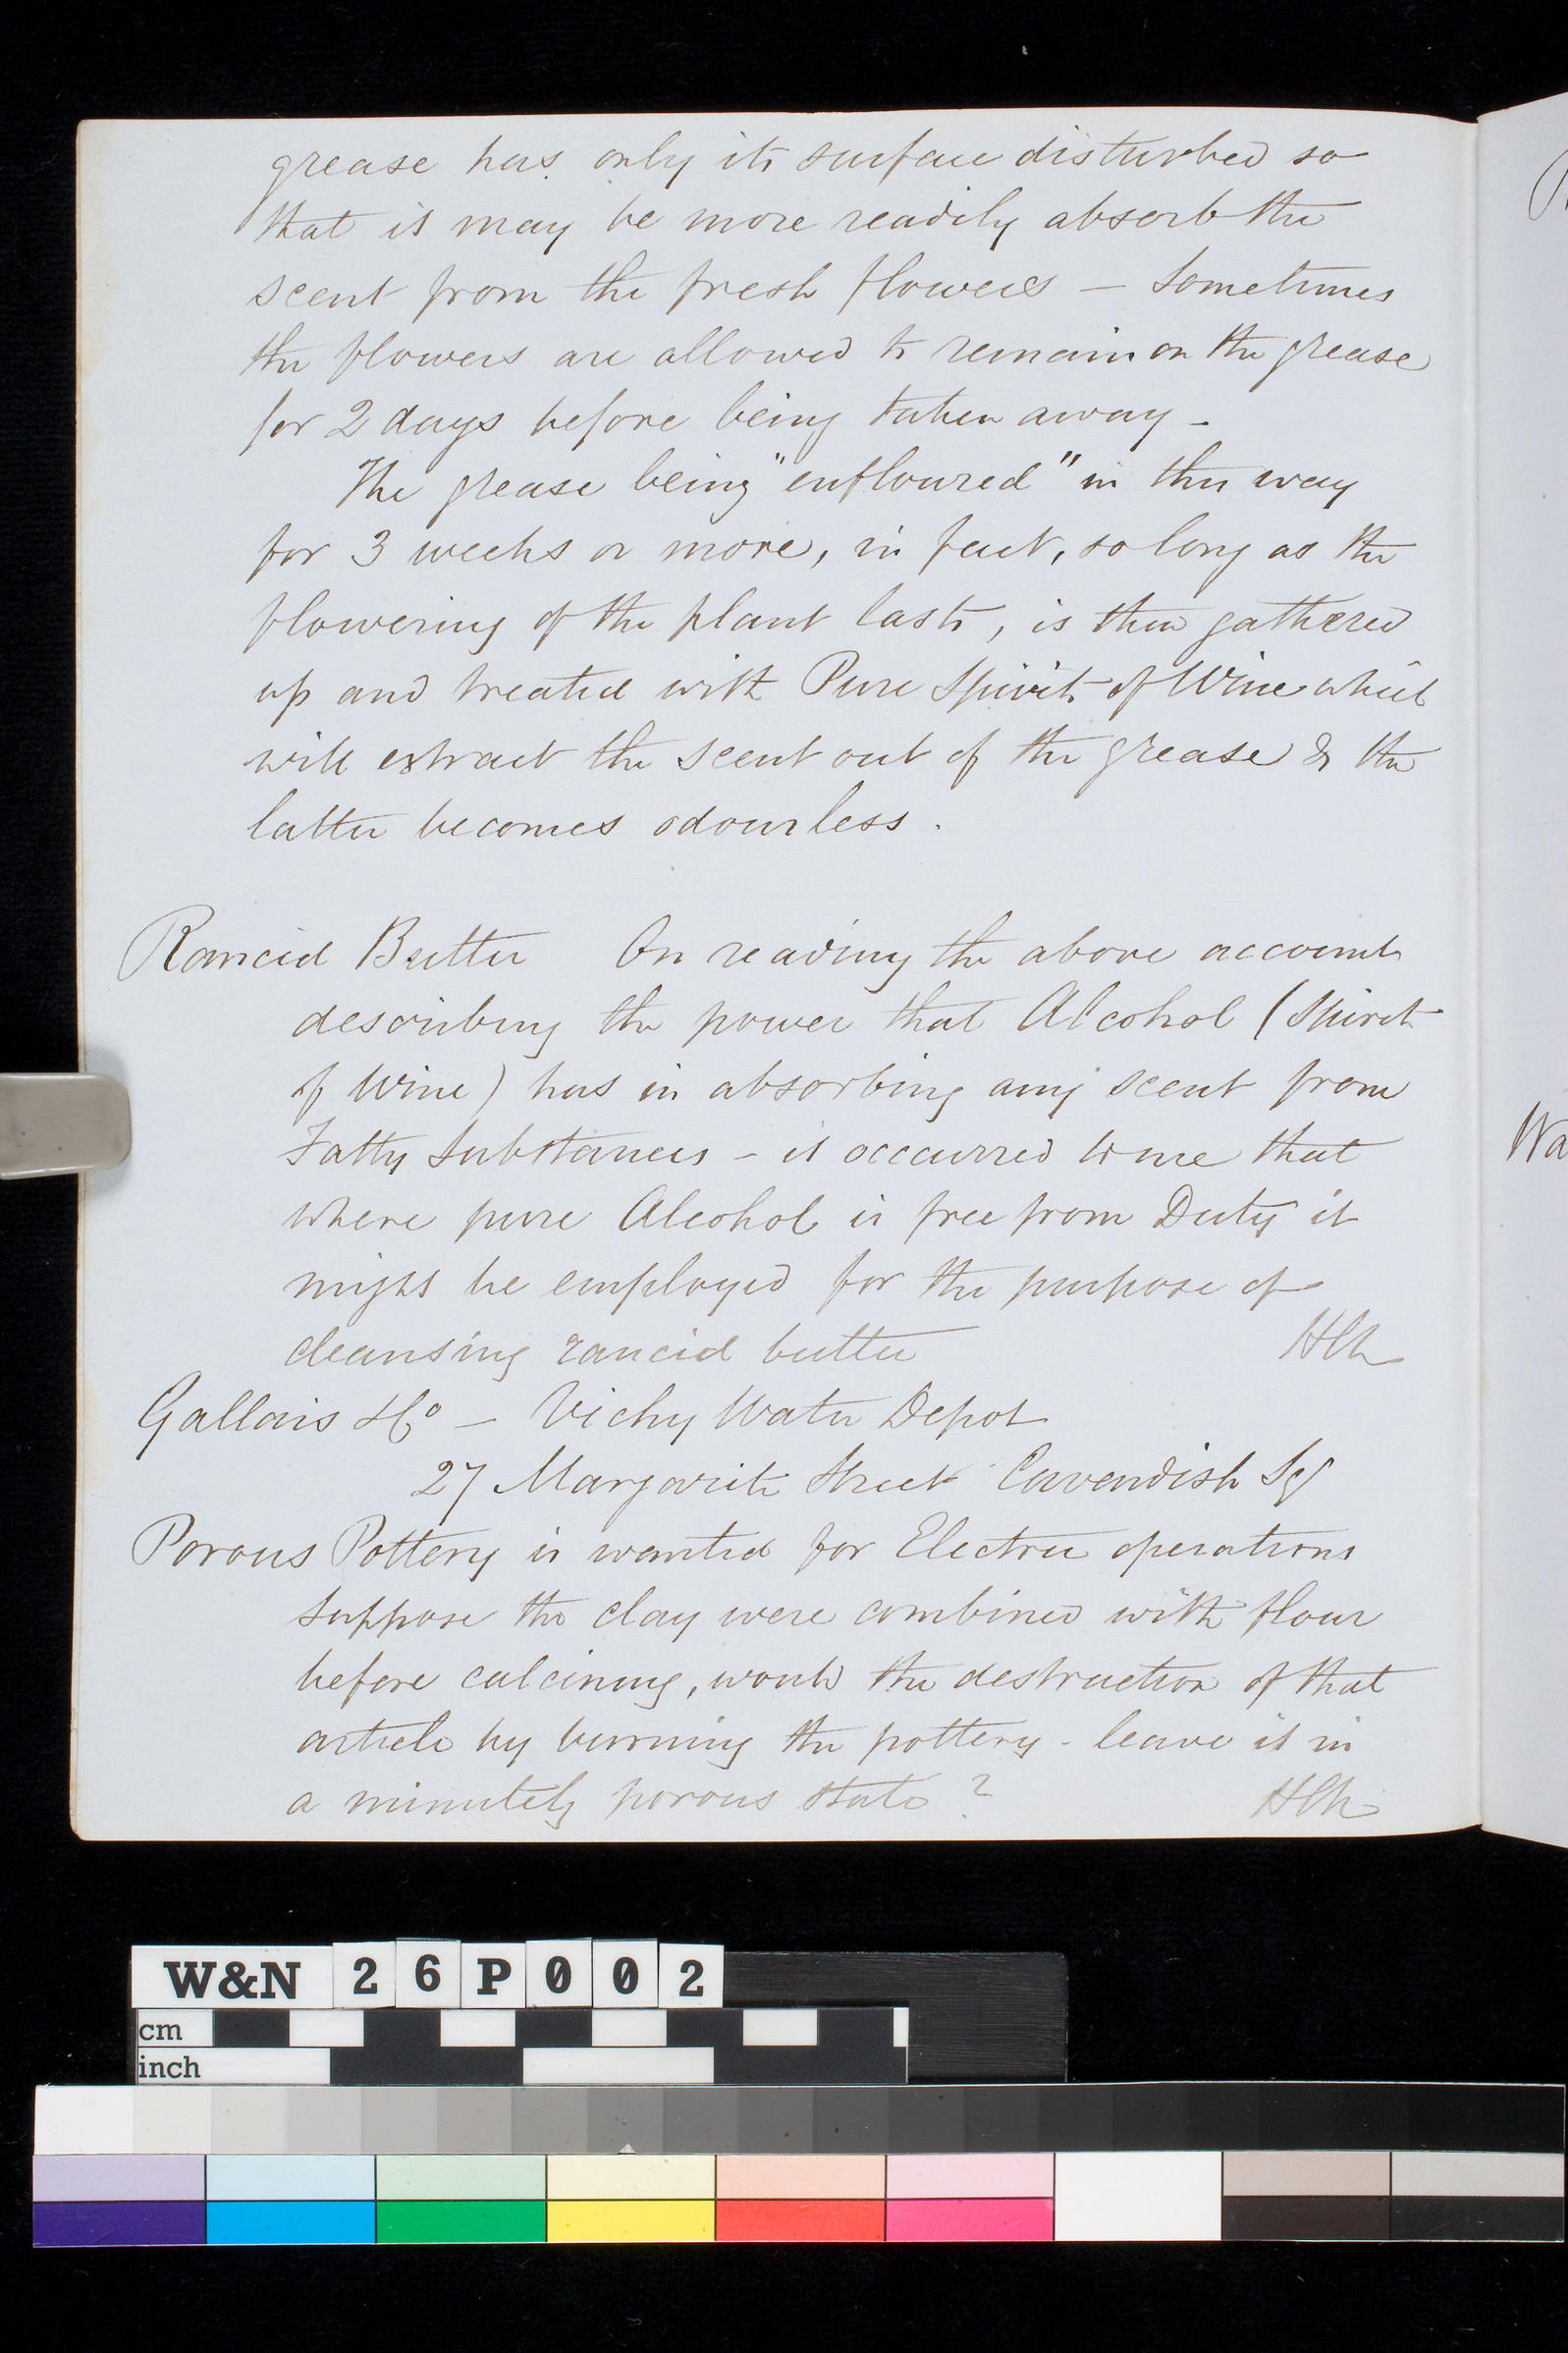 grease has only its surface disturbed so
that it may be more readily absorb the
scent from the fresh flowers — Sometimes
the flowers are allowed to remain on the grease
for 2 days before being taken away -
The grease being "enfloured" in this way
for 3 weeks or more, in fact, so long as the
flowering of the plant lasts, is then gathered
up and treated with Pure Spirits of Wine which
will extract the scent out of the grease & the
latter becomes odourless.
Rancid Butter On reading the above account
describing the power that Alcohol (Spirit
of Wine) has in absorbing any scent from
Fatty Substances - it occurred to me that
where pure Alcohol is free from Duty it
might be employed for the purpose of
cleansing rancid butter
Gallais & Co — Vichy Water Depot
27 Margarite Street Cavendish Sq
Porous Pottery is wanted for Electric operations
suppose the clay were combined with flour
before calcining, would the destruction of that
article by burning the pottery - leave it in
a minutely porous state ?
Wa
W&N 26P002
cm
inch